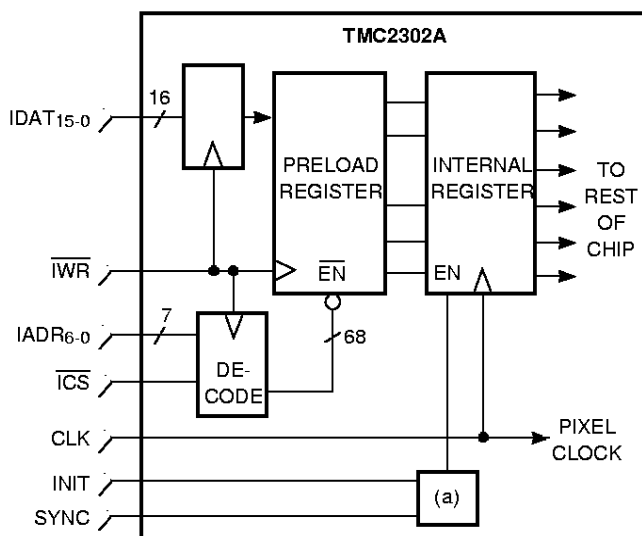 TMC2302A
IDAT15-0
16
PRELOAD
REGISTER
INTERNAL
REGISTER
TO
REST
OF
CHIP
IWR
EN
EN
IADR6-0
7
68
ICS
DE-
CODE
CLK
PIXEL
CLOCK
INIT
(a)
SYNC